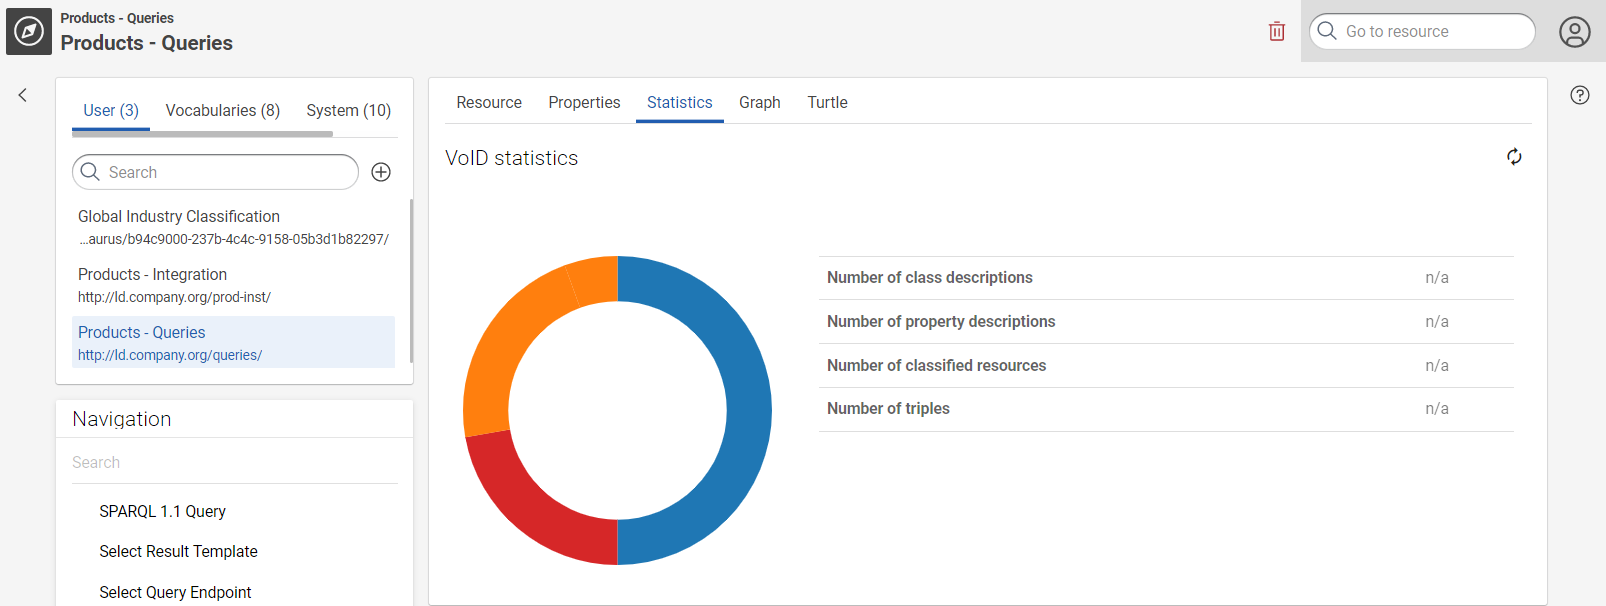 Products - Queries
Products - Queries
Go to resource
User (3) Vocabularies (8) System (10)
Search
Global Industry Classification
...aurus/b94c9000-237b-4c4c-9158-05b3d1b82297/
Products - Integration
http://ld.company.org/prod-inst/
Products - Queries
http://ld.company.org/queries/
Navigation
Search
SPARQL 1.1 Query
Select Result Template
Select Query Endpoint
Resource Properties Statistics Graph Turtle
VoID statistics
Number of class descriptions n/a
Number of property descriptions n/a
Number of classified resources n/a
Number of triples n/a